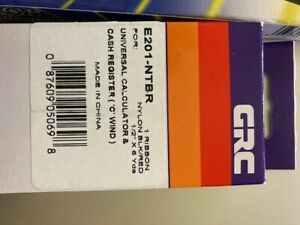 GRC
E201-NTBR
1 RIBBON
NYLON BLK/RED
1/2" X 6 Yds
FOR:
UNIVERSAL CALCULATOR &
CASH REGISTER ( 'C' WIND )
MADE IN CHINA
0 87609 05069 8